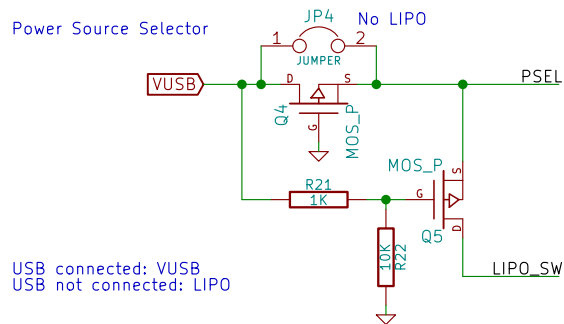 Power Source Selector
JP4
No LIPO
1
2
JUMPER
VUSB
D
S
PSEL
Q4
G
MOS_P
MOS_P
S
G
D
Q5
R21
1K
10K
R22
LIPO_SW
USB connected: VUSB
USB not connected: LIPO